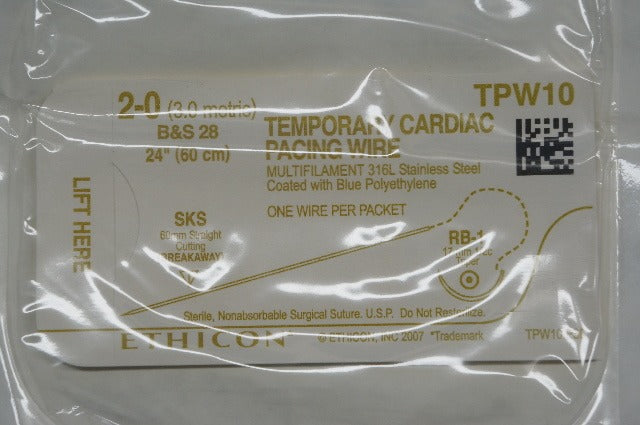 2-0 (3.0 metric)
B&S 28
24" (60 cm)
TPW10
TEMPORARY CARDIAC
PACING WIRE
MULTIFILAMENT 316L Stainless Steel
Coated with Blue Polyethylene
ONE WIRE PER PACKET
LIFT HERE
SKS
60mm Straight
Cutting
BREAKAWAY
RB-1
Sterile, Nonabsorbable Surgical Suture. U.S.P. Do Not Resterilize.
ETHICON
© ETHICON, INC 2007 *Trademark